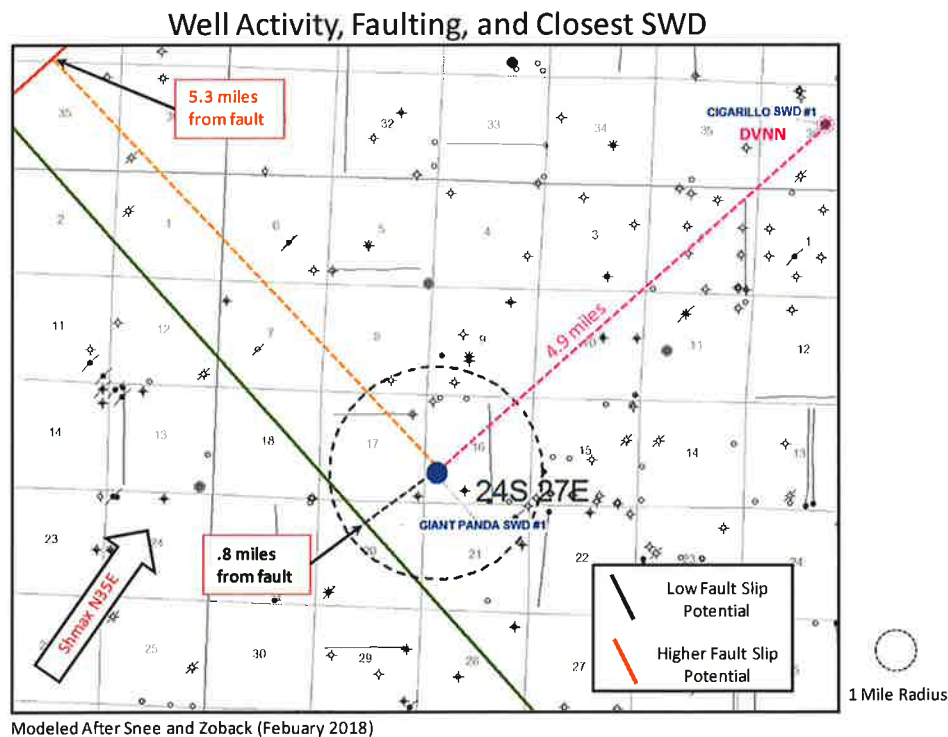 Well Activity, Faulting, and Closest SWD
5.3 miles
from fault
CIGARILLO SWD #1
DVNN
35
32
33
34
35
2
1
6
5
4
3
1
11
12
7
9
10
11
12
4.9 miles
14
13
18
17
16
15
14
13
24S 27E
GIANT PANDA SWD #1
.8 miles
from fault
23
24
20
21
22
23
24
Shmax N35E
25
30
29
27
Low Fault Slip
Potential
Higher Fault Slip
Potential
1 Mile Radius
Modeled After Snee and Zoback (Febuary 2018)